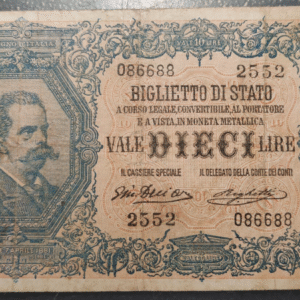 086688 2552
BIGLIETTO DI STATO
A CORSO LEGALE, CONVERTIBILE, AL PORTATORE
E A VISTA, IN MONETA METALLICA
VALE DIECI LIRE
IL CASSIERE SPECIALE IL DELEGATO DELLA CORTE DEI CONTI
2552 086688